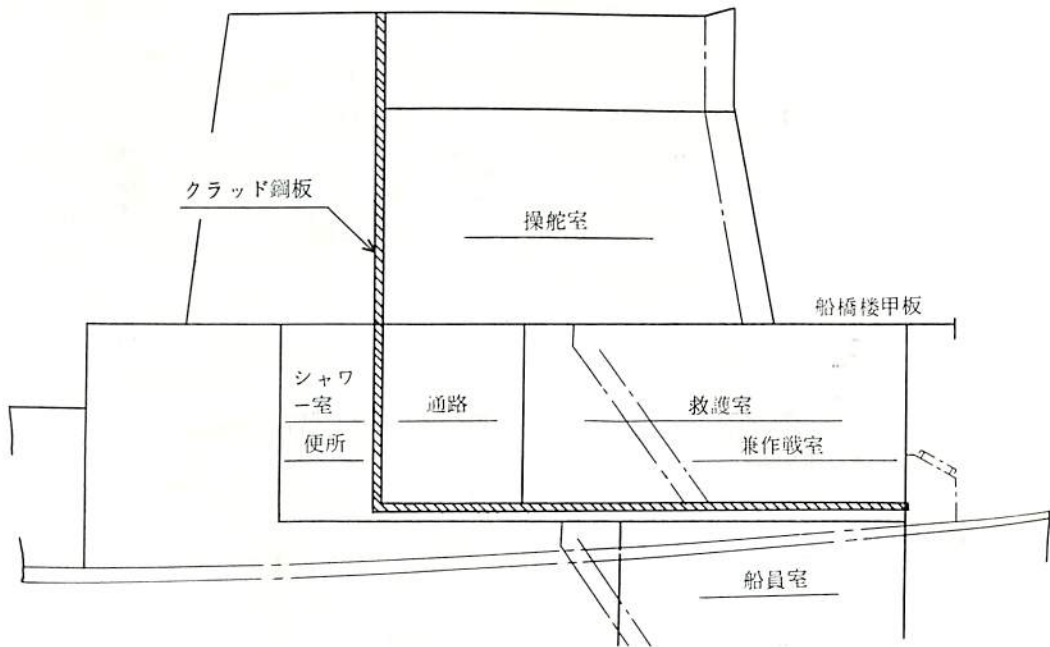 クラッド鋼板
操舵室
船橋楼甲板
シャワ
ー室
便所
通路
救護室
兼作戦室
船員室